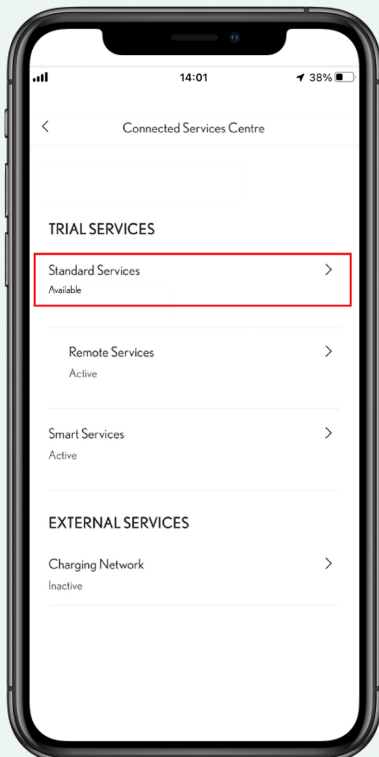 14:01
38%
Connected Services Centre
TRIAL SERVICES
Standard Services
Available
Remote Services
Active
Smart Services
Active
EXTERNAL SERVICES
Charging Network
Inactive